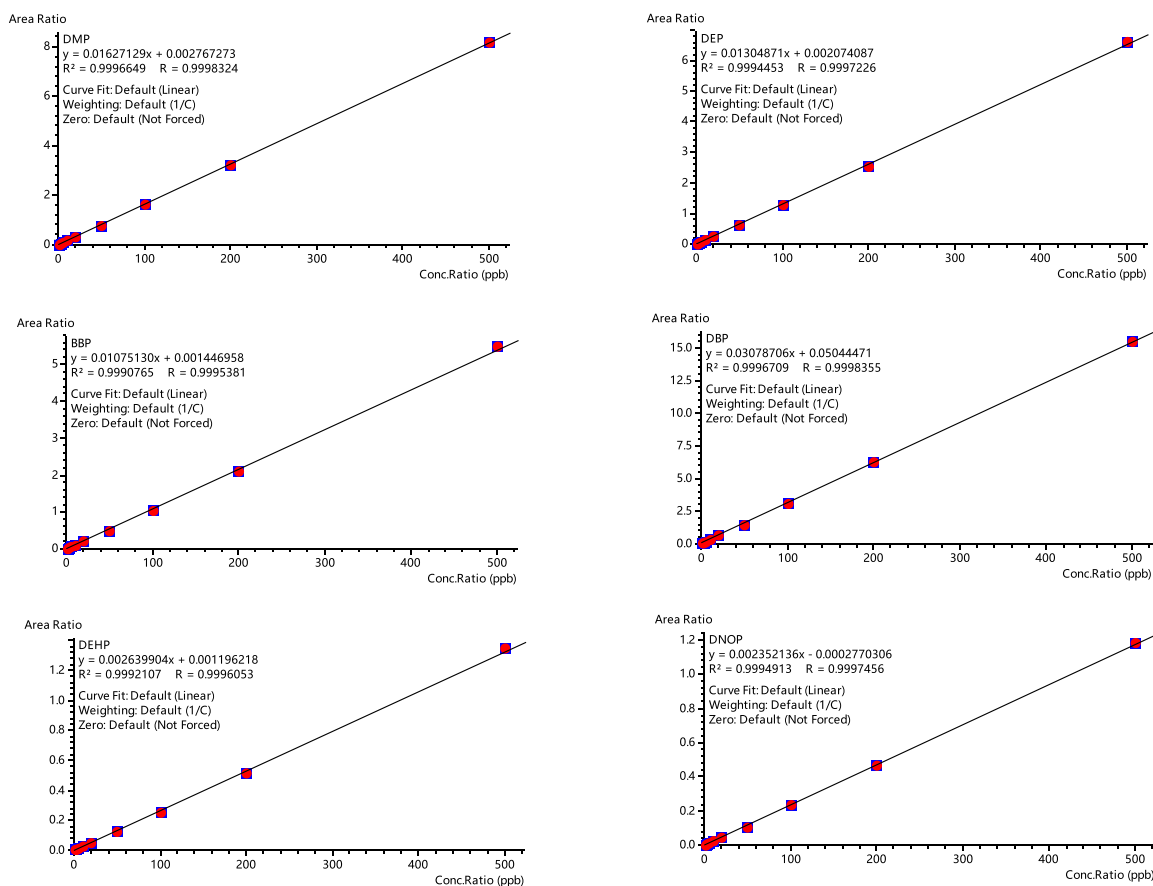 Area Ratio
DMP
y = 0.01627129x + 0.002767273
R² = 0.9996649 R = 0.9998324
Curve Fit: Default (Linear)
Weighting: Default (1/C)
Zero: Default (Not Forced)
8
6
4
2
0
0 100 200 300 400 500
Conc.Ratio (ppb)
Area Ratio
DEP
y = 0.01304871x + 0.002074087
R² = 0.9994453 R = 0.9997226
Curve Fit: Default (Linear)
Weighting: Default (1/C)
Zero: Default (Not Forced)
6
5
4
3
2
1
0
0 100 200 300 400 500
Conc.Ratio (ppb)
Area Ratio
BBP
y = 0.01075130x + 0.001446958
R² = 0.9990765 R = 0.9995381
Curve Fit: Default (Linear)
Weighting: Default (1/C)
Zero: Default (Not Forced)
5
4
3
2
1
0
0 100 200 300 400 500
Conc.Ratio (ppb)
Area Ratio
DBP
y = 0.03078706x + 0.05044471
R² = 0.9996709 R = 0.9998355
Curve Fit: Default (Linear)
Weighting: Default (1/C)
Zero: Default (Not Forced)
15.0
12.5
10.0
7.5
5.0
2.5
0.0
0 100 200 300 400 500
Conc.Ratio (ppb)
Area Ratio
DEHP
y = 0.002639904x + 0.001196218
R² = 0.9992107 R = 0.9996053
Curve Fit: Default (Linear)
Weighting: Default (1/C)
Zero: Default (Not Forced)
1.2
1.0
0.8
0.6
0.4
0.2
0.0
0 100 200 300 400 500
Conc.Ratio (ppb)
Area Ratio
DNOP
y = 0.002352136x - 0.0002770306
R² = 0.9994913 R = 0.9997456
Curve Fit: Default (Linear)
Weighting: Default (1/C)
Zero: Default (Not Forced)
1.2
1.0
0.8
0.6
0.4
0.2
0.0
0 100 200 300 400 500
Conc.Ratio (ppb)